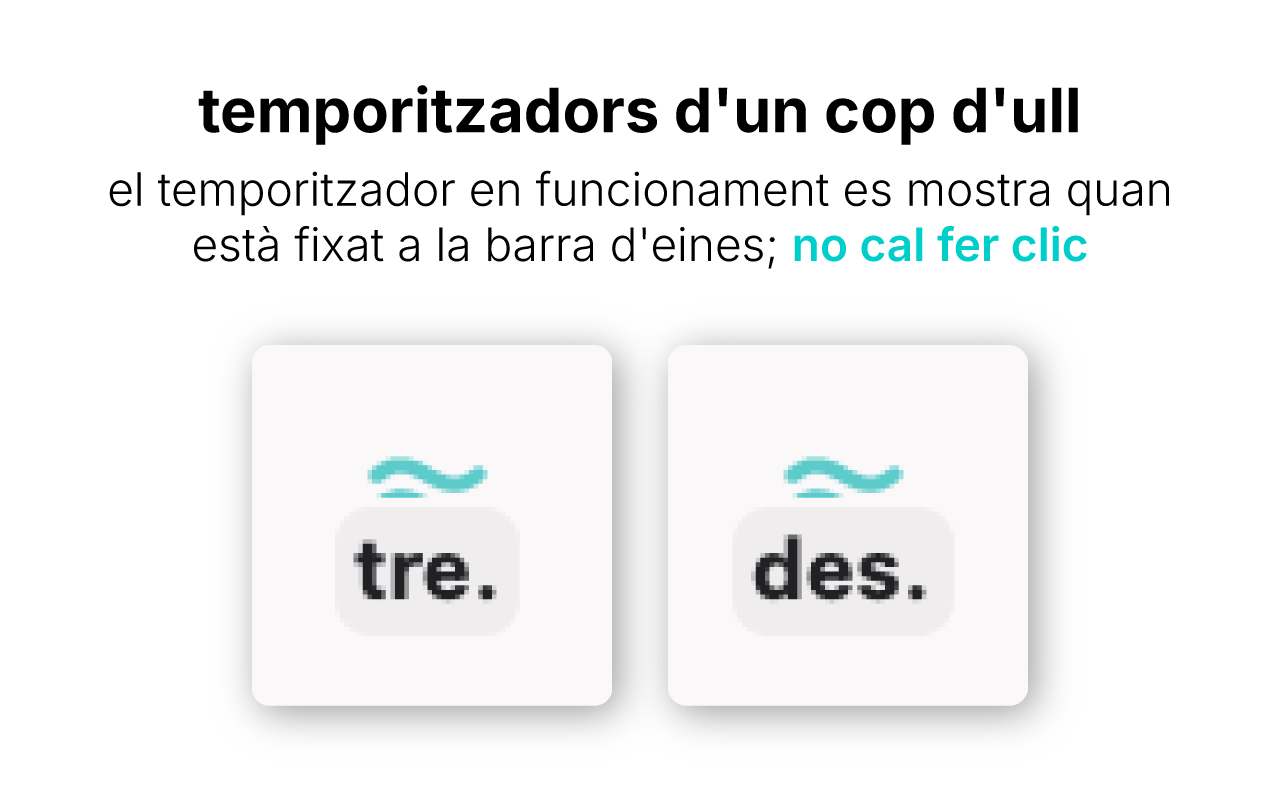 temporitzadors d'un cop d'ull
el temporitzador en funcionament es mostra quan
està fixat a la barra d'eines; no cal fer clic
tre.
des.